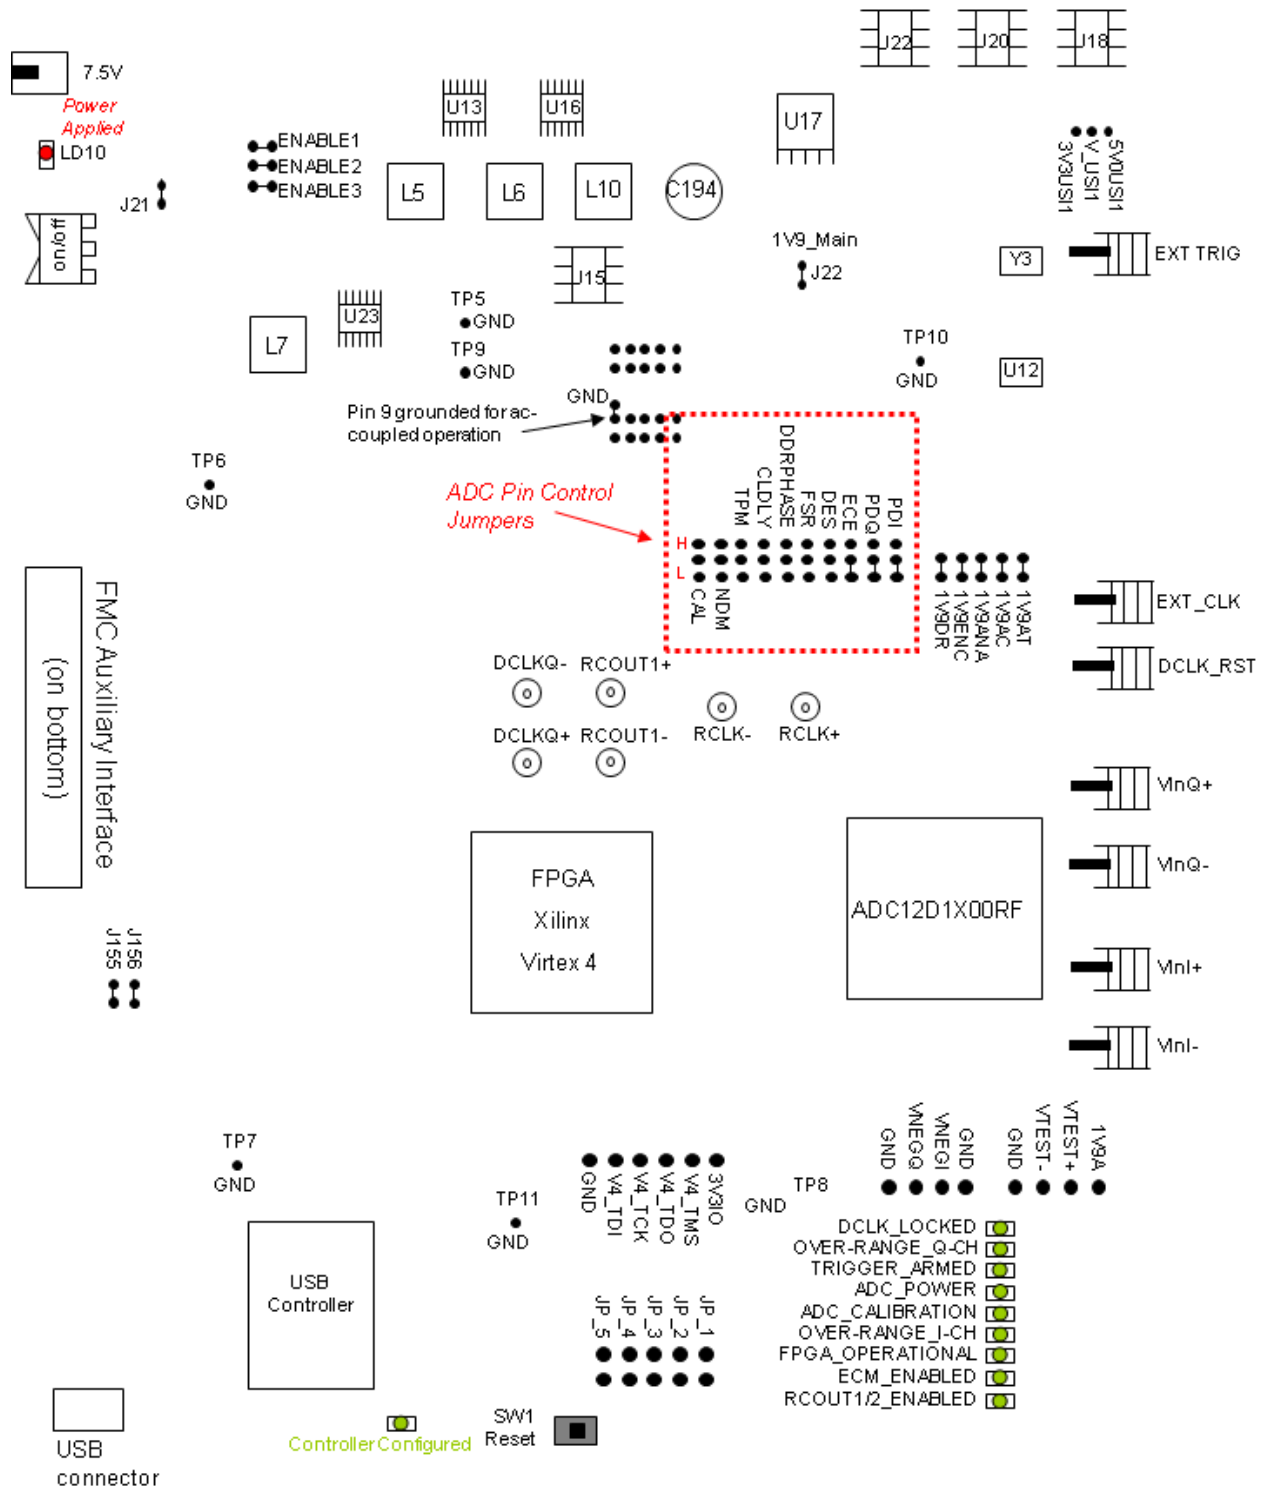 J22
J20
J18
7.5V
Power
Applied
LD10
U13
U16
U17
ENABLE1
ENABLE2
ENABLE3
J21
L5
L6
L10
C194
3V3USI1
V_USI1
5V0USI1
on/off
1V9_Main
J22
Y3
EXT TRIG
J15
TP5
GND
U23
L7
TP9
GND
TP10
GND
U12
GND
Pin 9 grounded for ac-
coupled operation
TP6
GND
ADC Pin Control
Jumpers
TPM
CLDLY
DDRPHASE
FSR
DES
ECE
PDQ
PDI
H
L
CAL
NDM
1V9DR
1V9ENC
1V9ANA
1V9AC
1V9AT
EXT_CLK
DCLK_RST
FMC Auxiliary Interface
(on bottom)
DCLKQ-
RCOUT1+
DCLKQ+
RCOUT1-
RCLK-
RCLK+
VinQ+
VinQ-
VinI+
VinI-
FPGA
Xilinx
Virtex 4
ADC12D1X00RF
J155
J156
TP7
GND
TP11
GND
GND
V4_TDI
V4_TCK
V4_TDO
V4_TMS
3V3IO
TP8
GND
GND
VNEGQ
VNEGI
GND
GND
VTEST-
VTEST+
1V9A
DCLK_LOCKED
OVER-RANGE_Q-CH
TRIGGER_ARMED
ADC_POWER
ADC_CALIBRATION
OVER-RANGE_I-CH
FPGA_OPERATIONAL
ECM_ENABLED
RCOUT1/2_ENABLED
USB
Controller
JP_5
JP_4
JP_3
JP_2
JP_1
SW1
Reset
Controller Configured
USB
connector